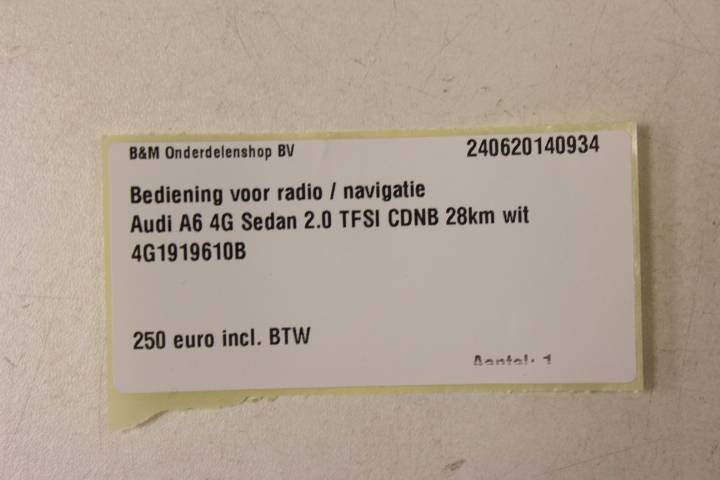 B&M Onderdelenshop BV 240620140934
Bediening voor radio / navigatie
Audi A6 4G Sedan 2.0 TFSI CDNB 28km wit
4G1919610B
250 euro incl. BTW
Aantal: 1